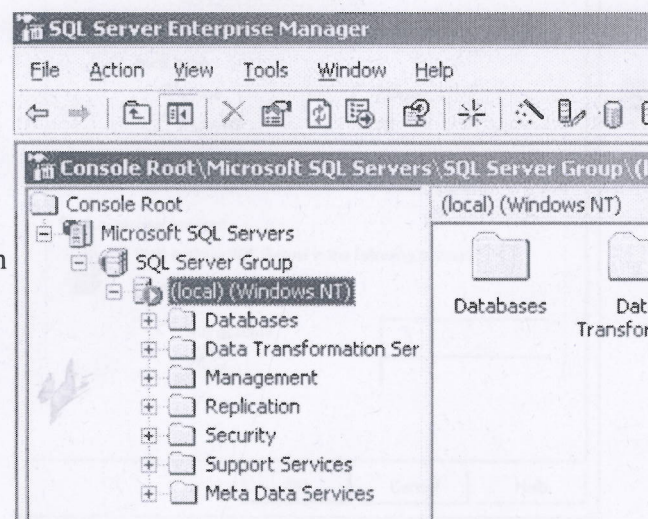 SQL Server Enterprise Manager
File Action View Tools Window Help
Console Root\Microsoft SQL Servers\SQL Server Group\(l
Console Root
Microsoft SQL Servers
SQL Server Group
(local) (Windows NT)
Databases
Data Transformation Ser
Management
Replication
Security
Support Services
Meta Data Services
(local) (Windows NT)
Databases
Dat
Transfor
n